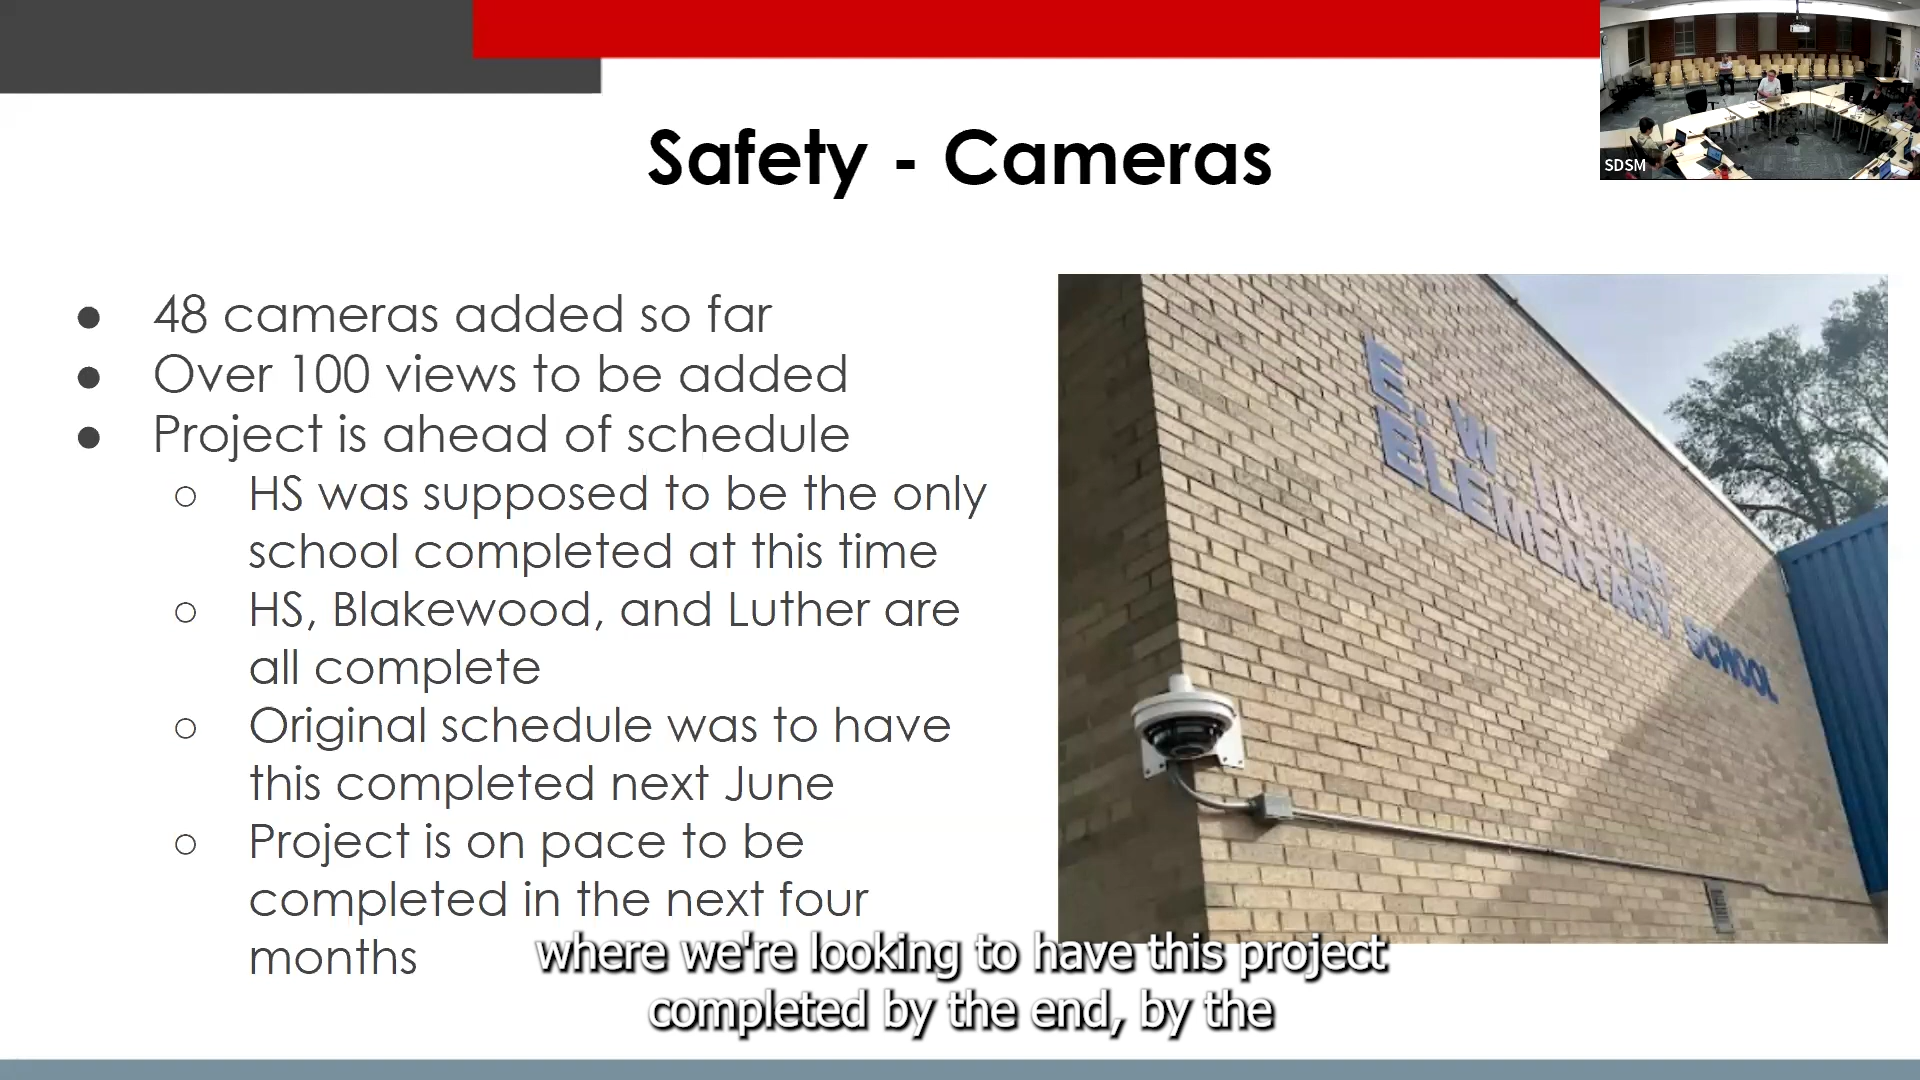 SDSM
Safety - Cameras
● 48 cameras added so far
● Over 100 views to be added
● Project is ahead of schedule
○ HS was supposed to be the only
school completed at this time
○ HS, Blakewood, and Luther are
all complete
○ Original schedule was to have
this completed next June
○ Project is on pace to be
completed in the next four
months
E. W. LUTHER
ELEMENTARY SCHOOL
where we're looking to have this project
completed by the end, by the